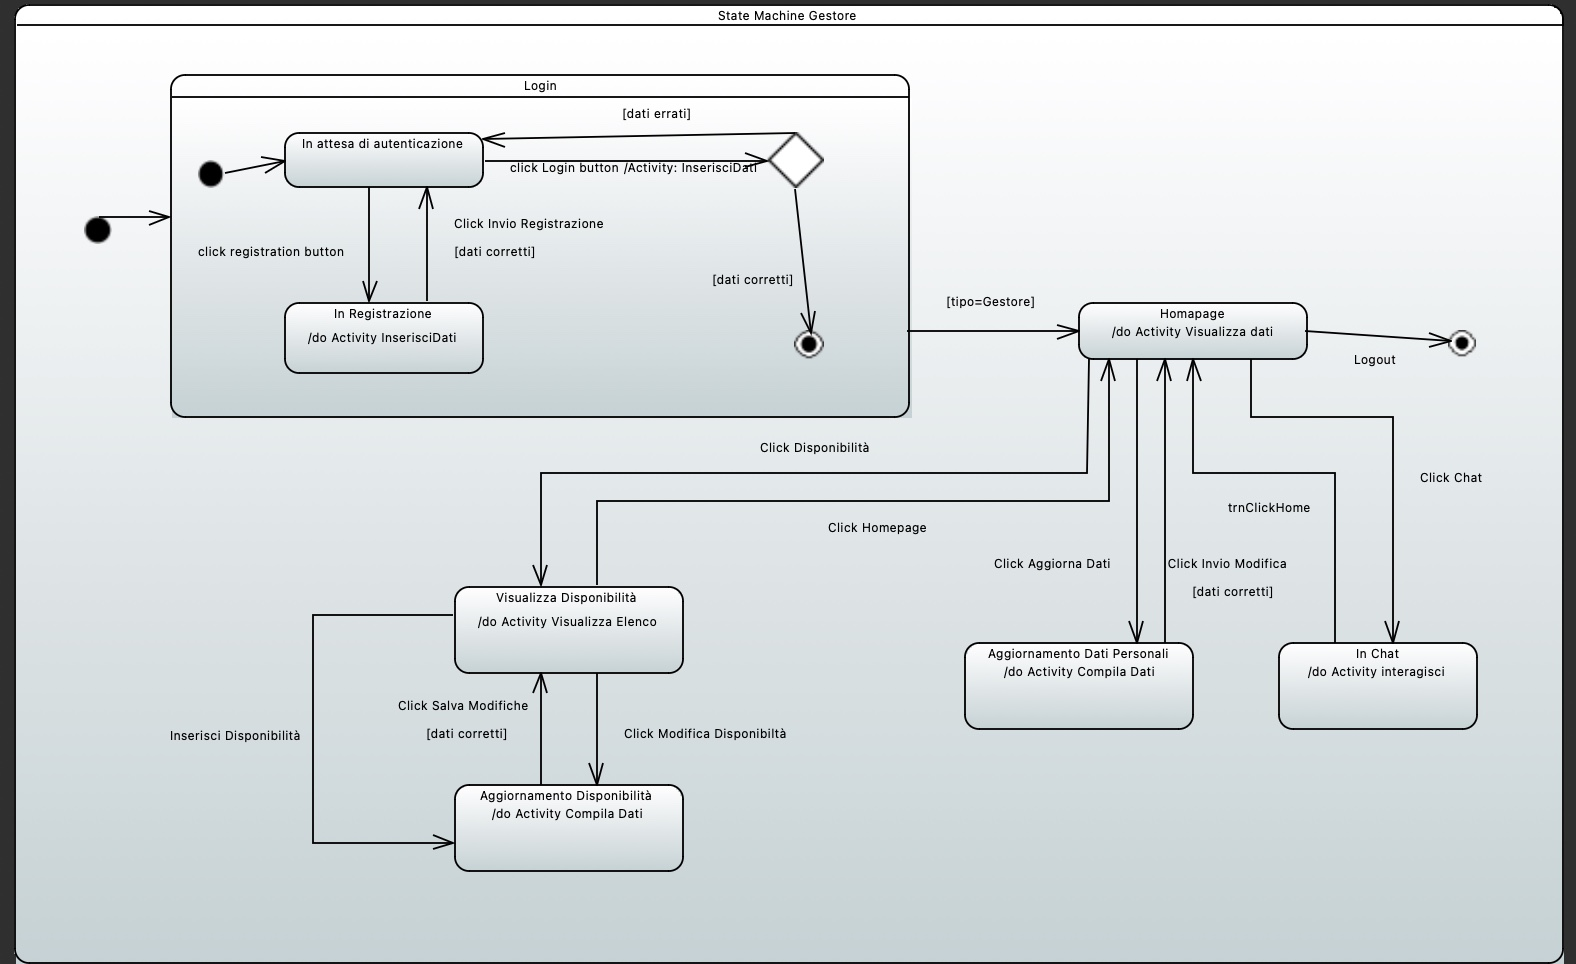 State Machine Gestore
Login
[dati errati]
In attesa di autenticazione
click Login button /Activity: InserisciDati
Click Invio Registrazione
click registration button
[dati corretti]
[dati corretti]
In Registrazione
/do Activity InserisciDati
[tipo=Gestore]
Homapage
/do Activity Visualizza dati
Logout
Click Disponibilità
Click Chat
trnClickHome
Click Homepage
Click Aggiorna Dati
Click Invio Modifica
[dati corretti]
Visualizza Disponibilità
/do Activity Visualizza Elenco
Aggiornamento Dati Personali
/do Activity Compila Dati
In Chat
/do Activity interagisci
Click Salva Modifiche
[dati corretti]
Inserisci Disponibilità
Click Modifica Disponibiltà
Aggiornamento Disponibilità
/do Activity Compila Dati